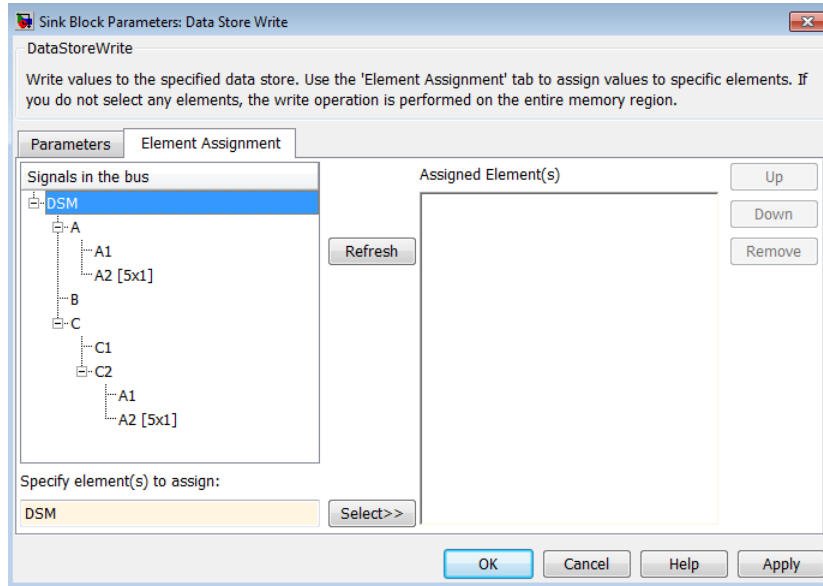 Sink Block Parameters: Data Store Write
DataStoreWrite
Write values to the specified data store. Use the 'Element Assignment' tab to assign values to specific elements. If
you do not select any elements, the write operation is performed on the entire memory region.
Parameters
Element Assignment
Signals in the bus
DSM
A
A1
A2 [5x1]
B
C
C1
C2
A1
A2 [5x1]
Specify element(s) to assign:
DSM
Refresh
Select>>
Assigned Element(s)
Up
Down
Remove
OK
Cancel
Help
Apply